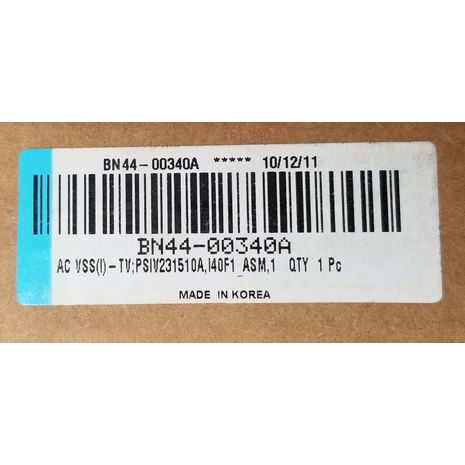 BN44-00340A ***** 10/12/11
BN44-00340A
AC VSS(I)-TV;PSIV231510A,I40F1_ASM,1 QTY 1 Pc
MADE IN KOREA